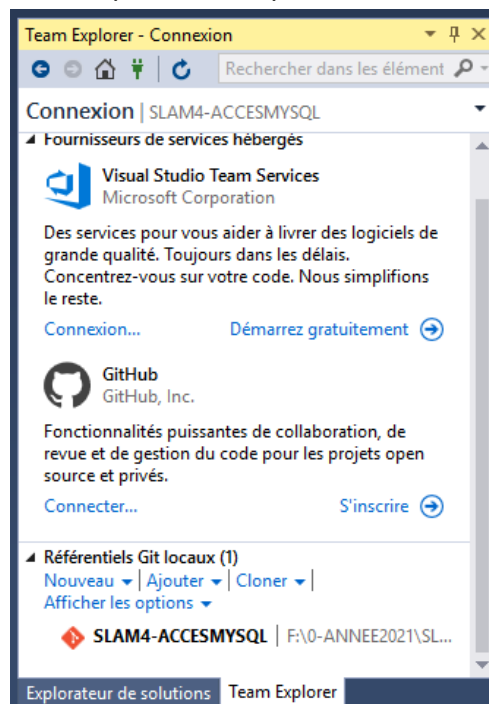 Team Explorer - Connexion
Rechercher dans les élément
Connexion | SLAM4-ACCESMYSQL
Fournisseurs de services hébergés
Visual Studio Team Services
Microsoft Corporation
Des services pour vous aider à livrer des logiciels de
grande qualité. Toujours dans les délais.
Concentrez-vous sur votre code. Nous simplifions
le reste.
Connexion... Démarrez gratuitement
GitHub
GitHub, Inc.
Fonctionnalités puissantes de collaboration, de
revue et de gestion du code pour les projets open
source et privés.
Connecter... S'inscrire
Référentiels Git locaux (1)
Nouveau | Ajouter | Cloner |
Afficher les options
SLAM4-ACCESMYSQL | F:\0-ANNEE2021\SL...
Explorateur de solutions Team Explorer